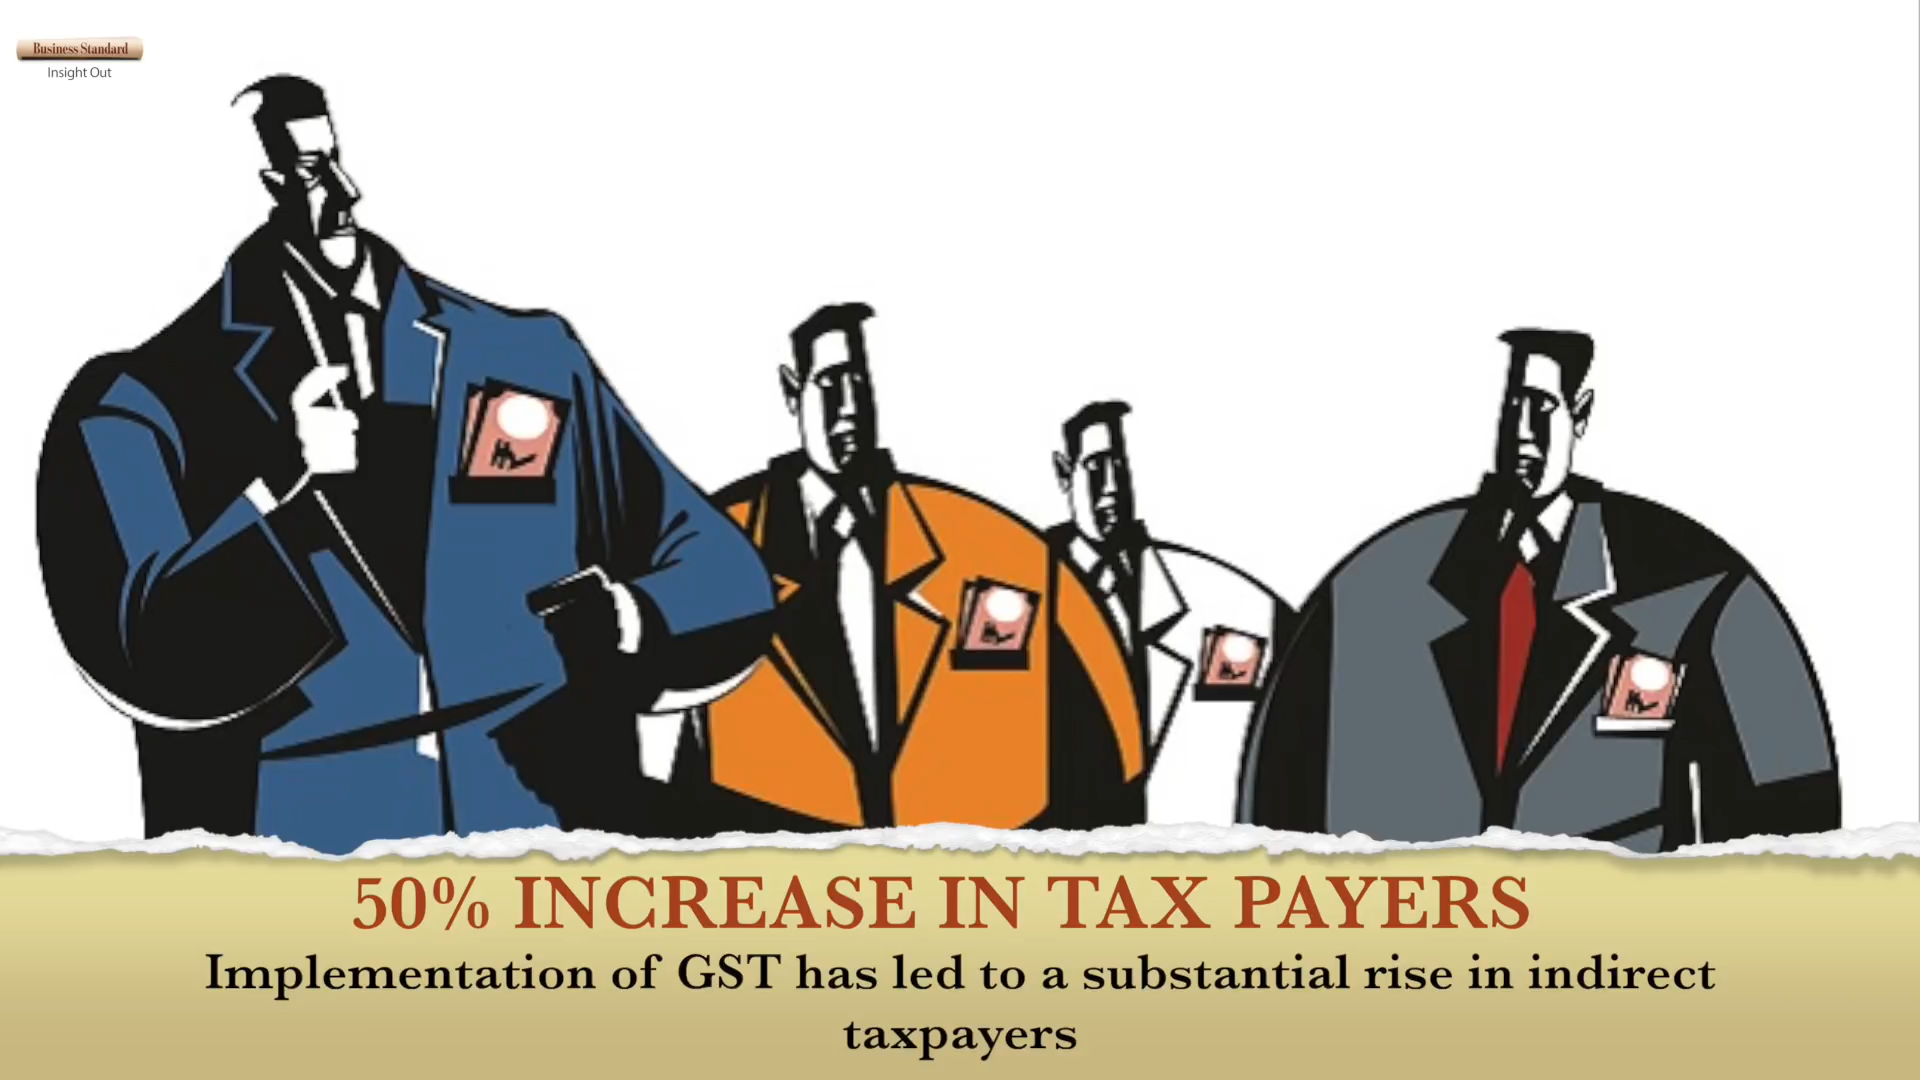 Business Standard
Insight Out
50% INCREASE IN TAX PAYERS
Implementation of GST has led to a substantial rise in indirect
taxpayers